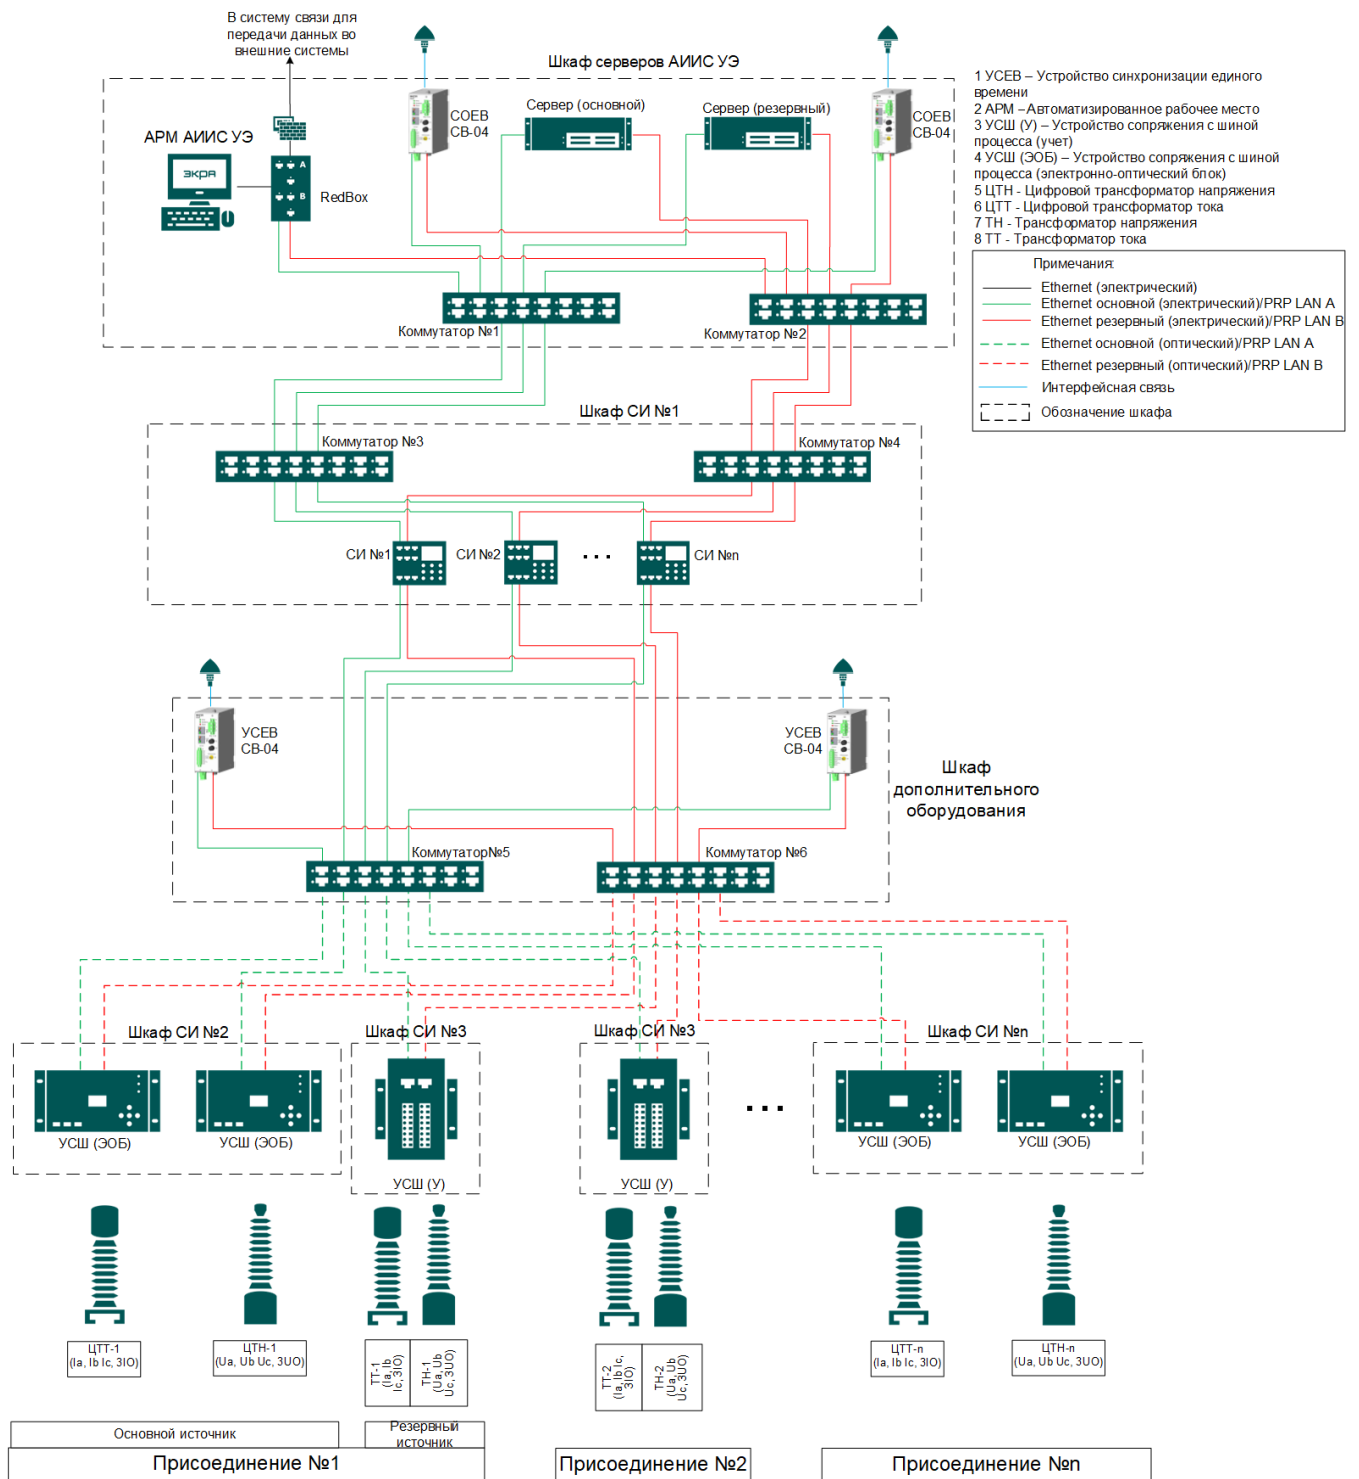 В систему связи для
передачи данных во
внешние системы
Шкаф серверов АИИС УЭ
АРМ АИИС УЭ
ЭКРА
A
B
RedBox
СОЕВ
СВ-04
Сервер (основной)
Сервер (резервный)
СОЕВ
СВ-04
Коммутатор №1
Коммутатор №2
1 УСЕВ – Устройство синхронизации единого
времени
2 АРМ – Автоматизированное рабочее место
3 УСШ (У) – Устройство сопряжения с шиной
процесса (учет)
4 УСШ (ЭОБ) – Устройство сопряжения с шиной
процесса (электронно-оптический блок)
5 ЦТН - Цифровой трансформатор напряжения
6 ЦТТ - Цифровой трансформатор тока
7 ТН - Трансформатор напряжения
8 ТТ - Трансформатор тока
Примечания:
Ethernet (электрический)
Ethernet основной (электрический)/PRP LAN A
Ethernet резервный (электрический)/PRP LAN B
Ethernet основной (оптический)/PRP LAN A
Ethernet резервный (оптический)/PRP LAN B
Интерфейсная связь
Обозначение шкафа
Шкаф СИ №1
Коммутатор №3
Коммутатор №4
СИ №1
СИ №2
...
СИ №n
УСЕВ
СВ-04
УСЕВ
СВ-04
Шкаф
дополнительного
оборудования
Коммутатор№5
Коммутатор №6
Шкаф СИ №2
Шкаф СИ №3
Шкаф СИ №3
Шкаф СИ №n
УСШ (ЭОБ)
УСШ (ЭОБ)
УСШ (У)
УСШ (У)
...
УСШ (ЭОБ)
УСШ (ЭОБ)
ЦТТ-1
(Ia, Ib Ic, 3IO)
ЦТН-1
(Ua, Ub Uc, 3UO)
ТТ-1
(Ia, Ib
Ic, 3IO)
ТН-1
(Ua, Ub
Uc, 3UO)
ТТ-2
(Ia, Ib Ic,
3IO)
ТН-2
(Ua, Ub
Uc, 3UO)
ЦТТ-n
(Ia, Ib Ic, 3IO)
ЦТН-n
(Ua, Ub Uc, 3UO)
Основной источник
Резервный
источник
Присоединение №1
Присоединение №2
Присоединение №n